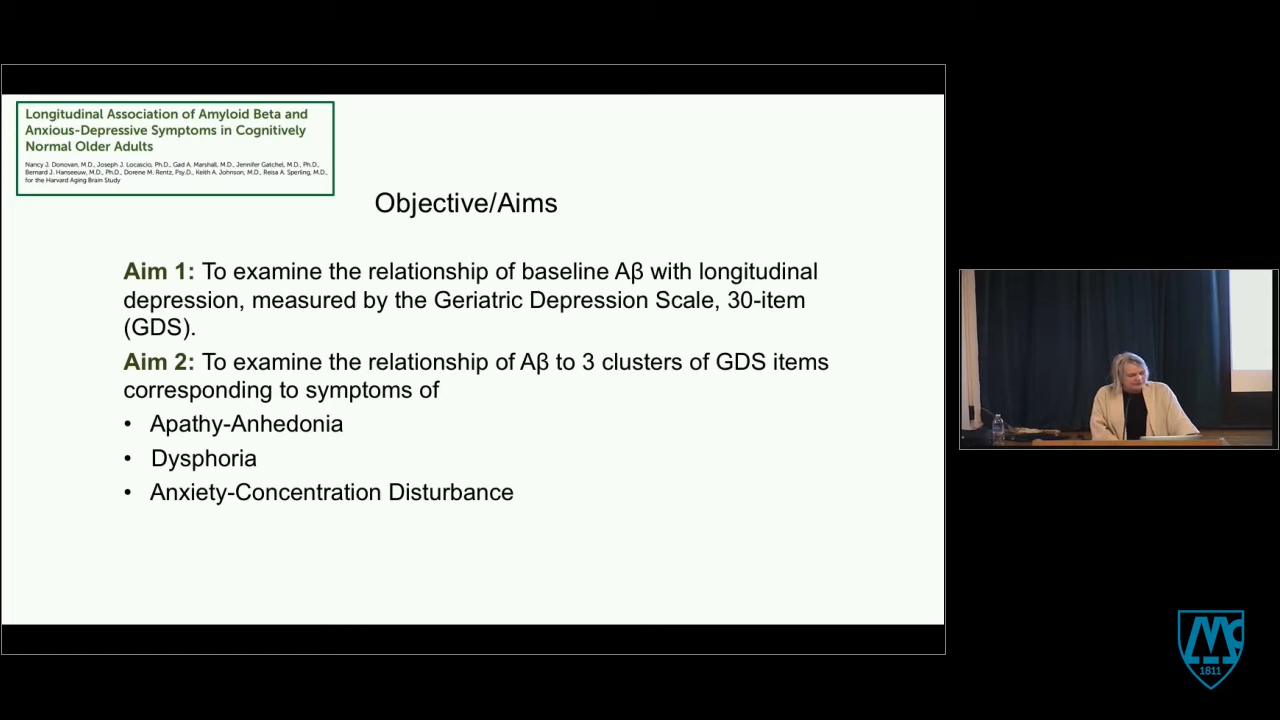 Longitudinal Association of Amyloid Beta and
Anxious-Depressive Symptoms in Cognitively
Normal Older Adults
Nancy J. Donovan, M.D., Joseph J. Locascio, Ph.D., Gad A. Marshall, M.D., Jennifer Gatchel, M.D., Ph.D.,
Bernard J. Hanseeuw, M.D., Ph.D., Dorene M. Rentz, Psy.D., Keith A. Johnson, M.D., Reisa A. Sperling, M.D.,
for the Harvard Aging Brain Study
Objective/Aims
Aim 1: To examine the relationship of baseline Aβ with longitudinal
depression, measured by the Geriatric Depression Scale, 30-item
(GDS).
Aim 2: To examine the relationship of Aβ to 3 clusters of GDS items
corresponding to symptoms of
• Apathy-Anhedonia
• Dysphoria
• Anxiety-Concentration Disturbance
Mc
1811